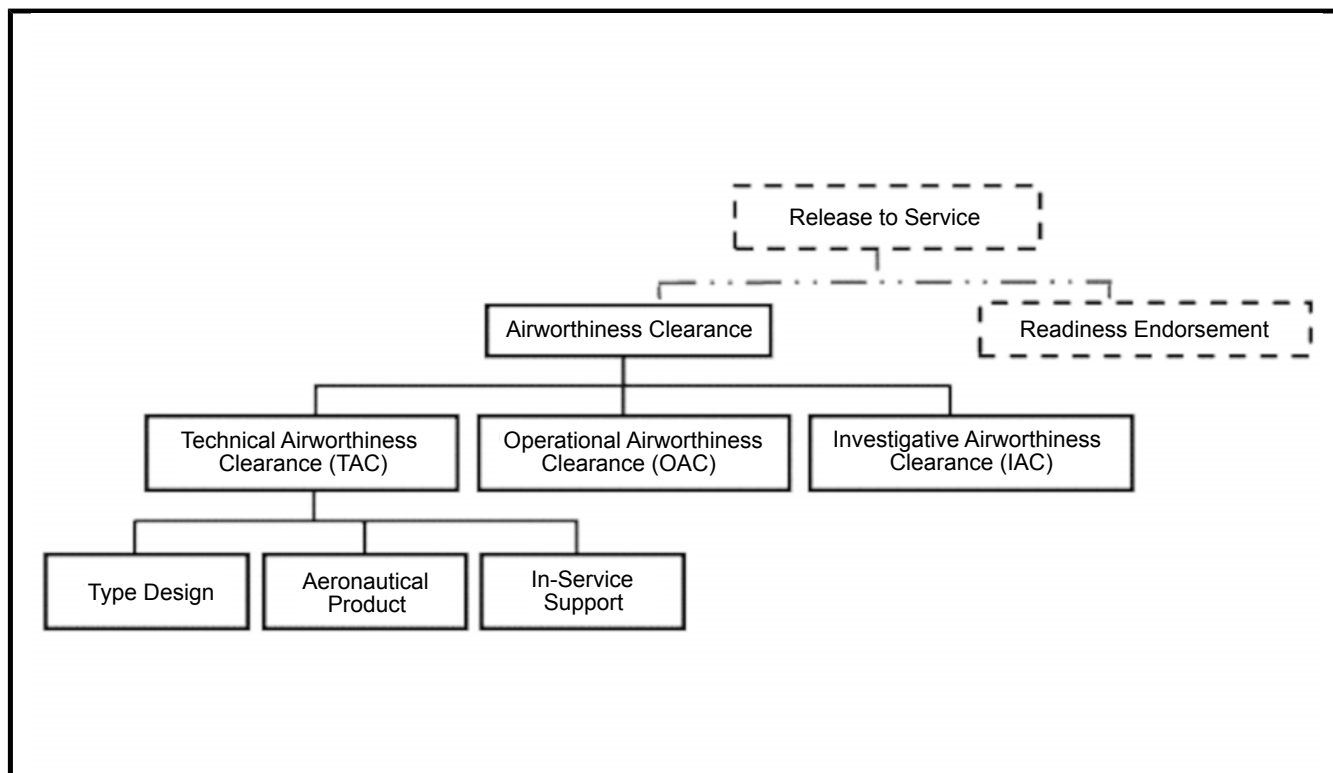 Release to Service
Airworthiness Clearance
Readiness Endorsement
Technical Airworthiness
Clearance (TAC)
Operational Airworthiness
Clearance (OAC)
Investigative Airworthiness
Clearance (IAC)
Type Design
Aeronautical
Product
In-Service
Support